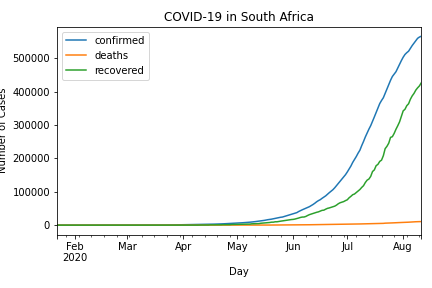 COVID-19 in South Africa
confirmed
deaths
recovered
Number of Cases
500000
400000
300000
200000
100000
0
Feb Mar Apr May Jun Jul Aug
2020
Day